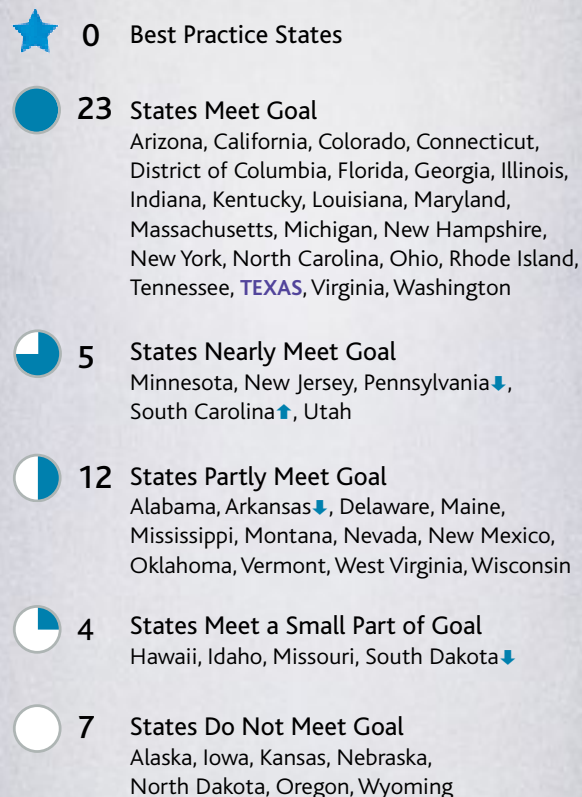 0 Best Practice States
23 States Meet Goal
Arizona, California, Colorado, Connecticut,
District of Columbia, Florida, Georgia, Illinois,
Indiana, Kentucky, Louisiana, Maryland,
Massachusetts, Michigan, New Hampshire,
New York, North Carolina, Ohio, Rhode Island,
Tennessee, TEXAS, Virginia, Washington
5 States Nearly Meet Goal
Minnesota, New Jersey, Pennsylvania⬇,
South Carolina⬆, Utah
12 States Partly Meet Goal
Alabama, Arkansas⬇, Delaware, Maine,
Mississippi, Montana, Nevada, New Mexico,
Oklahoma, Vermont, West Virginia, Wisconsin
4 States Meet a Small Part of Goal
Hawaii, Idaho, Missouri, South Dakota⬇
7 States Do Not Meet Goal
Alaska, Iowa, Kansas, Nebraska,
North Dakota, Oregon, Wyoming